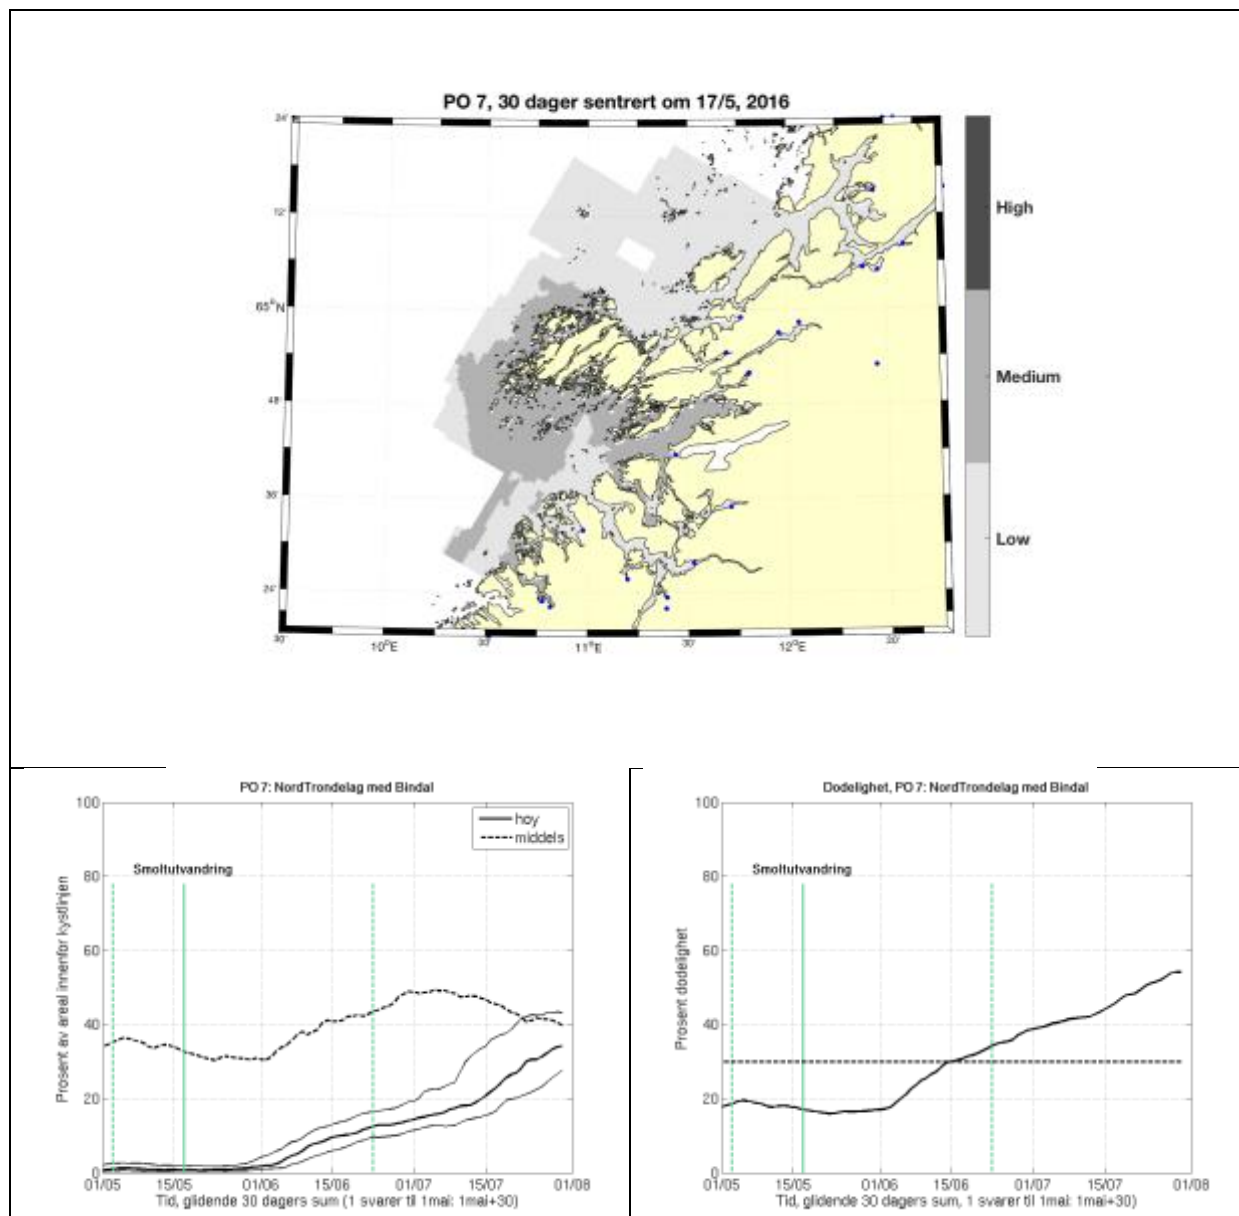 PO 7, 30 dager sentrert om 17/5, 2016
24'
12'
65°N
48'
36'
24'
30'
10°E
30'
11°E
30'
12°E
30'
High
Medium
Low
PO 7: NordTrondelag med Bindal
hoy
middels
Smoltutvandring
Prosent av areal innenfor kystlinjen
100
80
60
40
20
0
01/05
15/05
01/06
15/06
01/07
15/07
01/08
Tid, glidende 30 dagers sum (1 svarer til 1mai: 1mai+30)
Dodelighet, PO 7: NordTrondelag med Bindal
Smoltutvandring
Prosent dodelighet
100
80
60
40
20
0
01/05
15/05
01/06
15/06
01/07
15/07
01/08
Tid, glidende 30 dagers sum, 1 svarer til 1mai: 1mai+30)